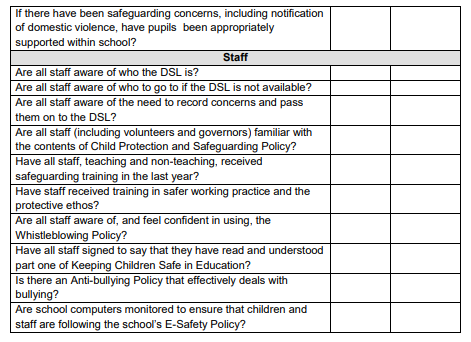 If there have been safeguarding concerns, including notification
of domestic violence, have pupils been appropriately
supported within school?
Staff
Are all staff aware of who the DSL is?
Are all staff aware of who to go to if the DSL is not available?
Are all staff aware of the need to record concerns and pass
them on to the DSL?
Are all staff (including volunteers and governors) familiar with
the contents of Child Protection and Safeguarding Policy?
Have all staff, teaching and non-teaching, received
safeguarding training in the last year?
Have staff received training in safer working practice and the
protective ethos?
Are all staff aware of, and feel confident in using, the
Whistleblowing Policy?
Have all staff signed to say that they have read and understood
part one of Keeping Children Safe in Education?
Is there an Anti-bullying Policy that effectively deals with
bullying?
Are school computers monitored to ensure that children and
staff are following the school's E-Safety Policy?